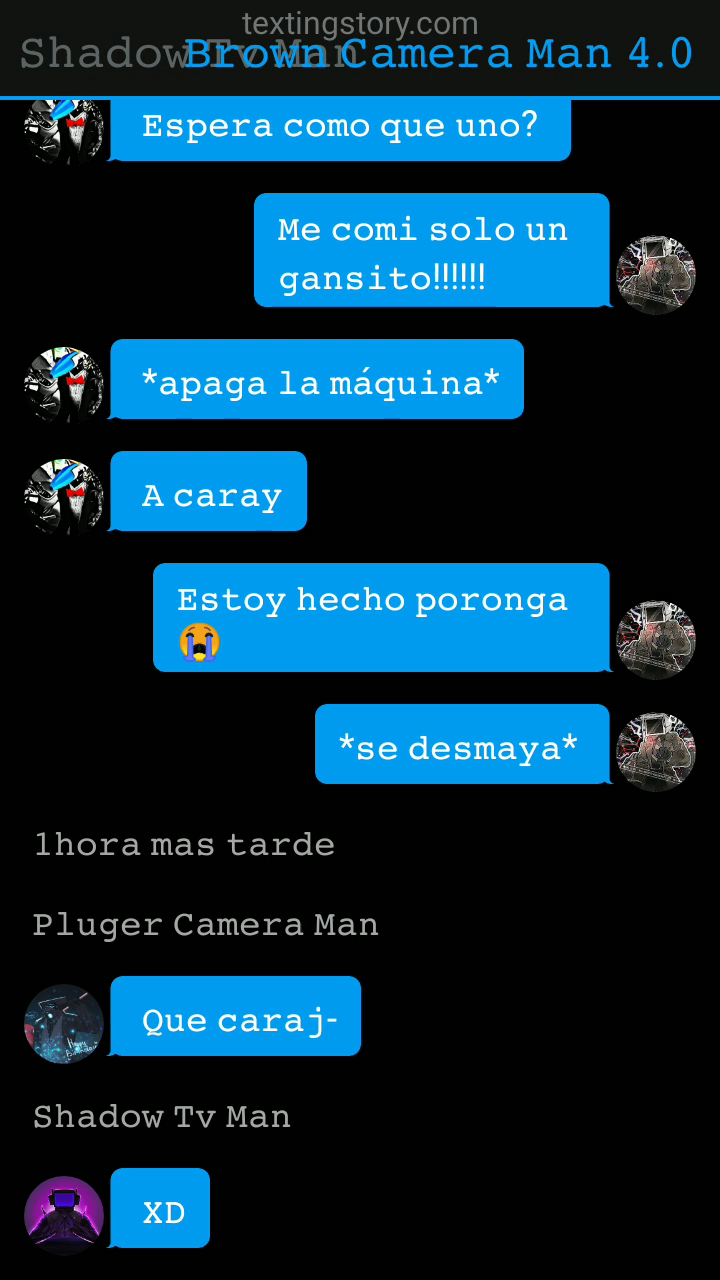 textingstory.com
Shadow Tv Man
Brown Camera Man 4.0
Espera como que uno?
Me comi solo un
gansito!!!!!!
*apaga la máquina*
A caray
Estoy hecho poronga
😭
*se desmaya*
1hora mas tarde
Pluger Camera Man
Que caraj-
Happy
Shadow Tv Man
XD